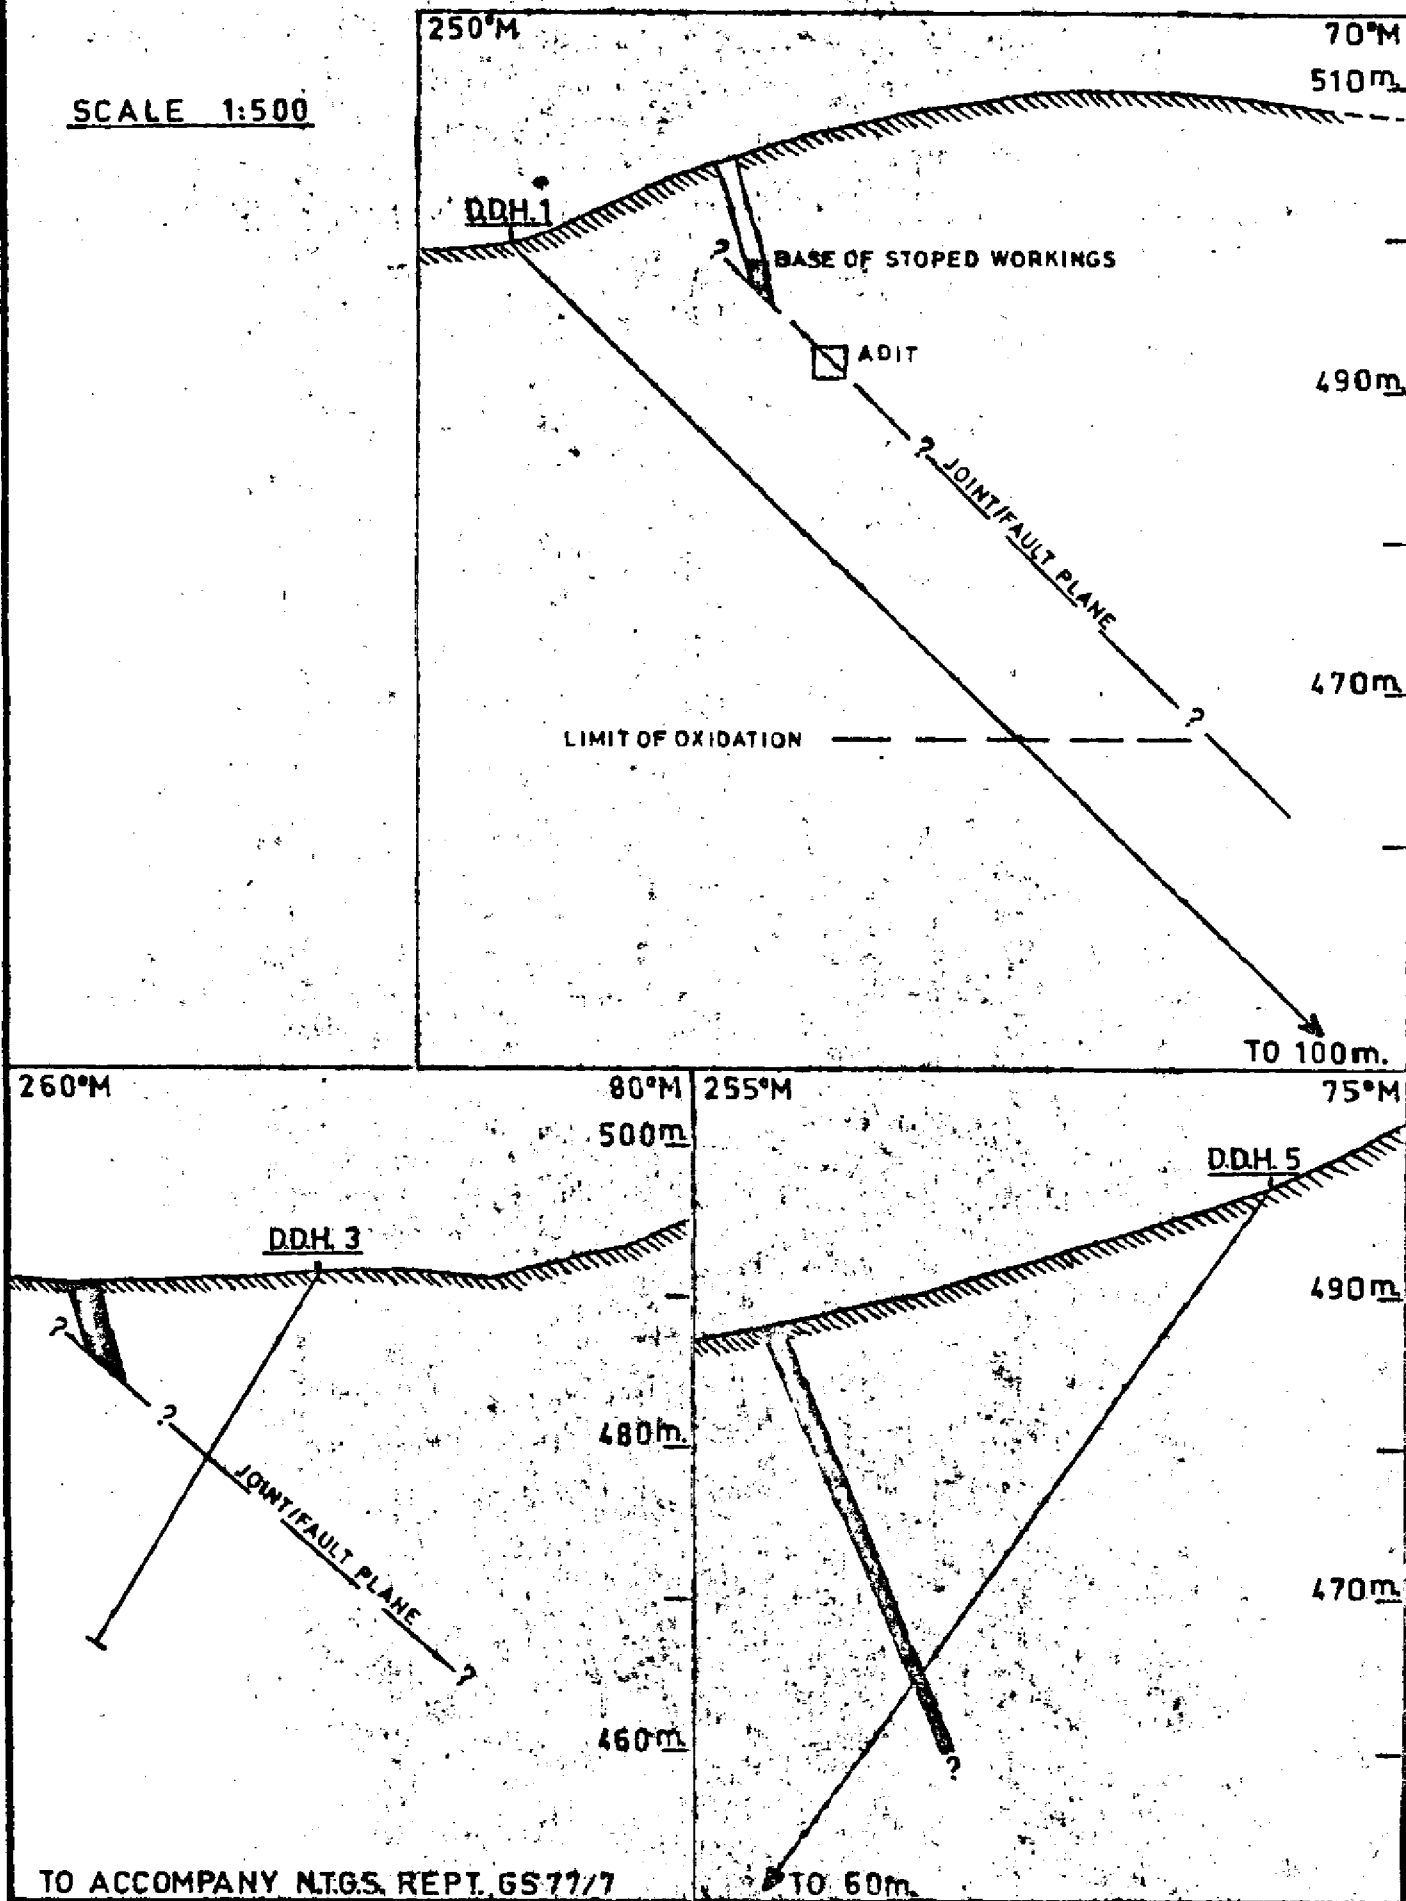 SCALE 1:500
250°M
70°M
510m.
D.D.H.1
?
BASE OF STOPED WORKINGS
ADIT
490m.
? JOINT/FAULT PLANE
470m.
?
LIMIT OF OXIDATION
TO 100m.
260°M
80°M
500m.
D.D.H. 3
?
?
480m.
JOINT/FAULT PLANE
?
460m.
255°M
75°M
D.D.H. 5
490m.
470m.
?
TO 60m.
TO ACCOMPANY N.T.G.S. REPT. GS 77/7